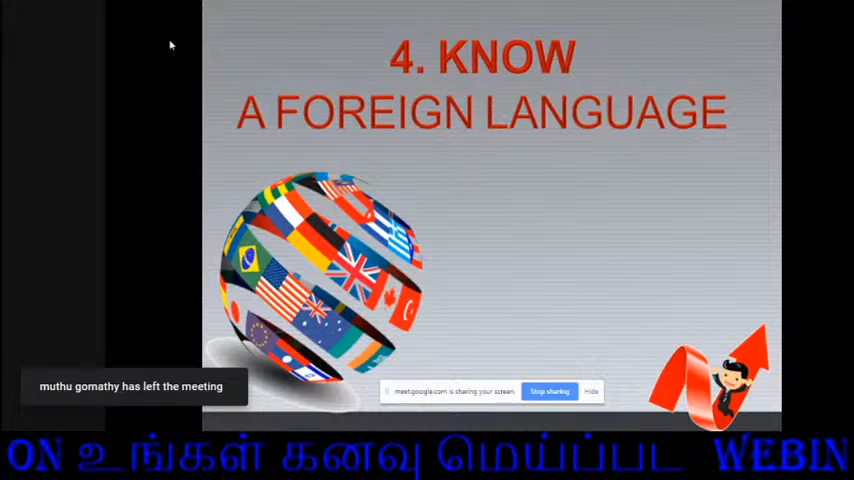 4. KNOW
A FOREIGN LANGUAGE
muthu gomathy has left the meeting
meet.google.com is sharing your screen.
Stop sharing
Hide
ON உங்கள் கனவு மெய்ப்பட WEBIN